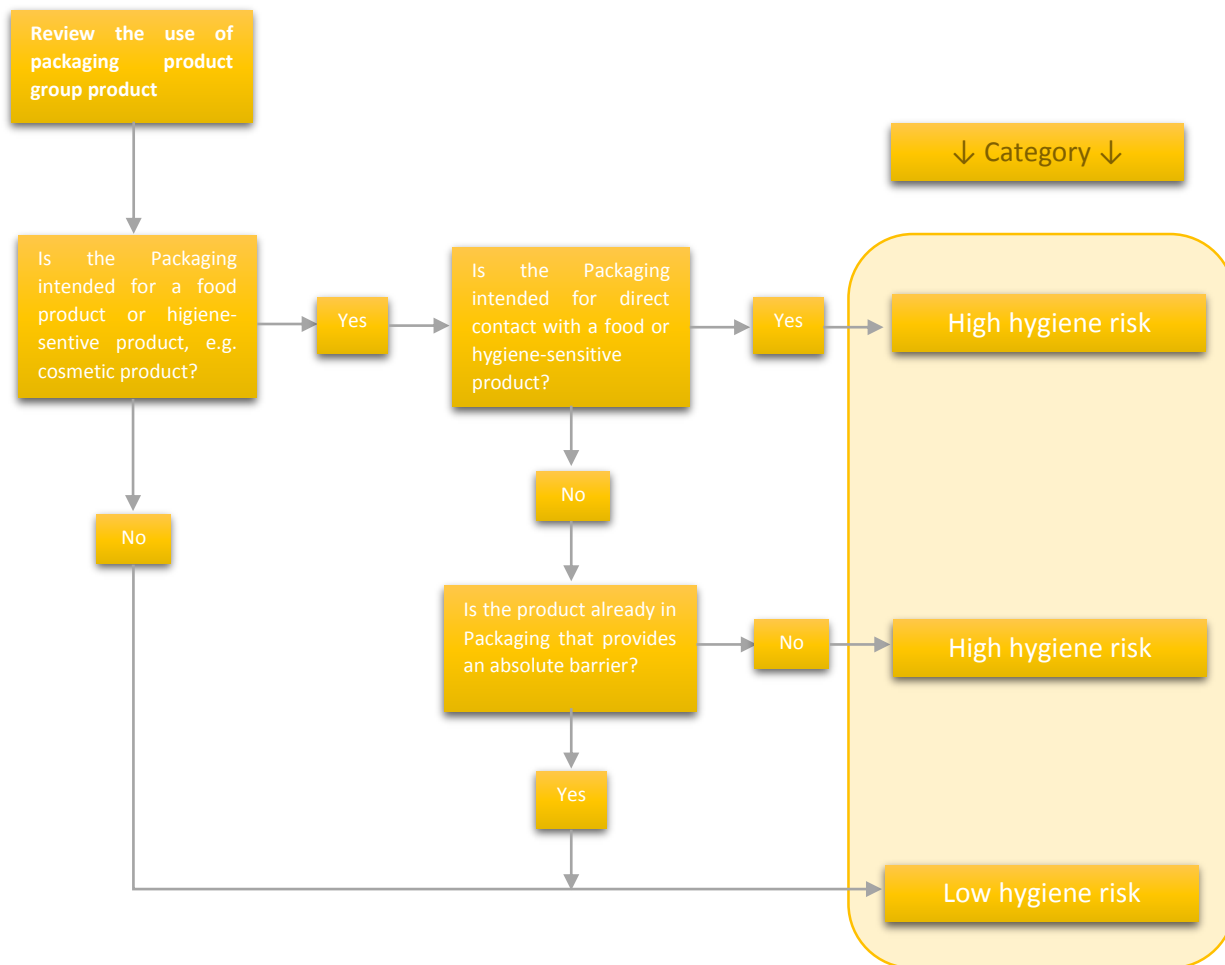 Review the use of
packaging product
group product
↓ Category ↓
Is the Packaging
intended for a food
product or higiene-
sentive product, e.g.
cosmetic product?
Yes
Is the Packaging
intended for direct
contact with a food or
hygiene-sensitive
product?
Yes
High hygiene risk
No
No
Is the product already in
Packaging that provides
an absolute barrier?
No
High hygiene risk
Yes
Low hygiene risk